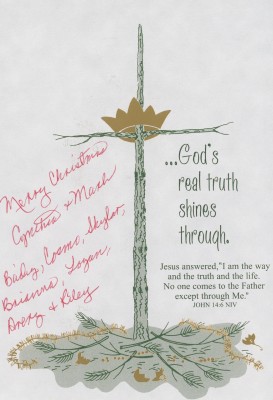 Merry Christmas
Cynthia & Mark
Baby, Cosmo, Skylar,
Brianna, Logan,
& Riley
...God's
real truth
shines
through.
Jesus answered,"I am the way
and the truth and the life.
No one comes to the Father
except through Me."
JOHN 14:6 NIV